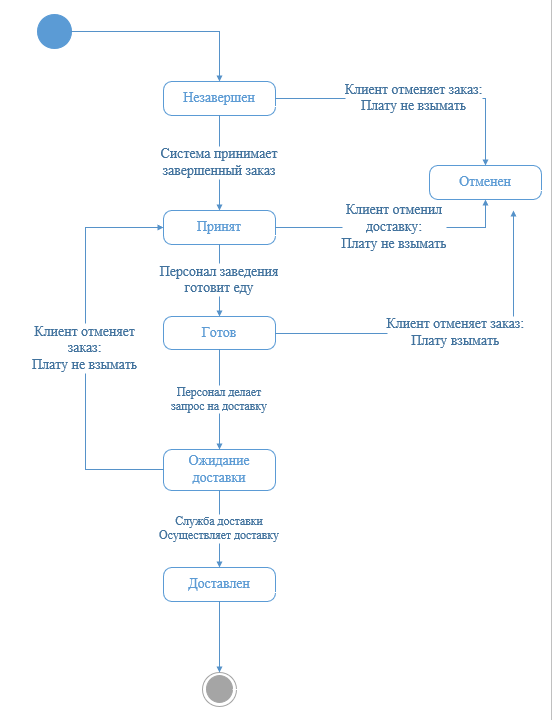 Незавершен
Клиент отменяет заказ:
Плату не взымать
Система принимает
завершенный заказ
Отменен
Принят
Клиент отменил
доставку:
Плату не взымать
Персонал заведения
готовит еду
Готов
Клиент отменяет заказ:
Плату взымать
Клиент отменяет
заказ:
Плату не взымать
Персонал делает
запрос на доставку
Ожидание
доставки
Служба доставки
Осуществляет доставку
Доставлен